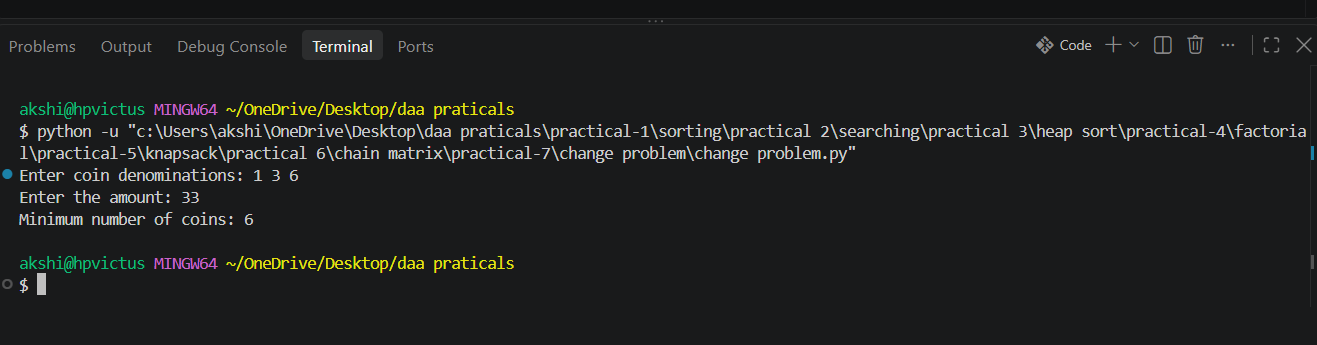 Problems Output Debug Console Terminal Ports Code
akshi@hpvictus MINGW64 ~/OneDrive/Desktop/daa praticals
$ python -u "c:\Users\akshi\OneDrive\Desktop\daa praticals\practical-1\sorting\practical 2\searching\practical 3\heap sort\practical-4\factoria
l\practical-5\knapsack\practical 6\chain matrix\practical-7\change problem\change problem.py"
Enter coin denominations: 1 3 6
Enter the amount: 33
Minimum number of coins: 6
akshi@hpvictus MINGW64 ~/OneDrive/Desktop/daa praticals
$